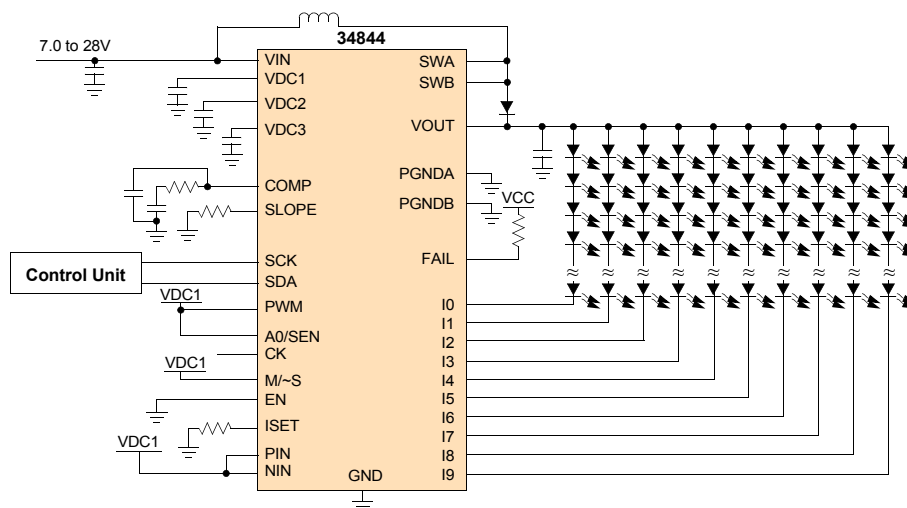 34844
7.0 to 28V
VIN
VDC1
VDC2
VDC3
COMP
SLOPE
SCK
SDA
PWM
A0/SEN
CK
M/~S
EN
ISET
PIN
NIN
GND
SWA
SWB
VOUT
PGNDA
PGNDB
FAIL
I0
I1
I2
I3
I4
I5
I6
I7
I8
I9
VCC
Control Unit
VDC1
VDC1
VDC1